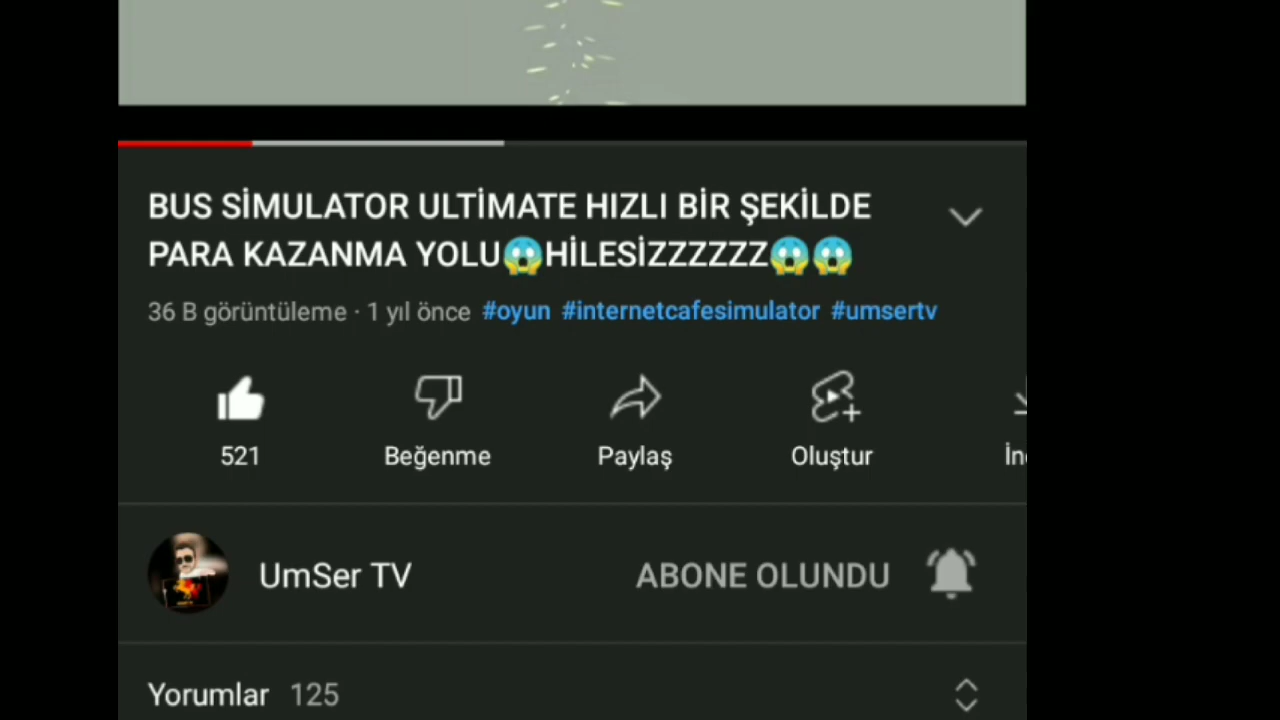 BUS SİMULATOR ULTİMATE HIZLI BİR ŞEKİLDE
PARA KAZANMA YOLU😱HİLESİZZZZZZ😱😱
36 B görüntüleme · 1 yıl önce #oyun #internetcafesimulator #umsertv
521 Beğenme Paylaş Oluştur
UmSer TV ABONE OLUNDU
Yorumlar 125